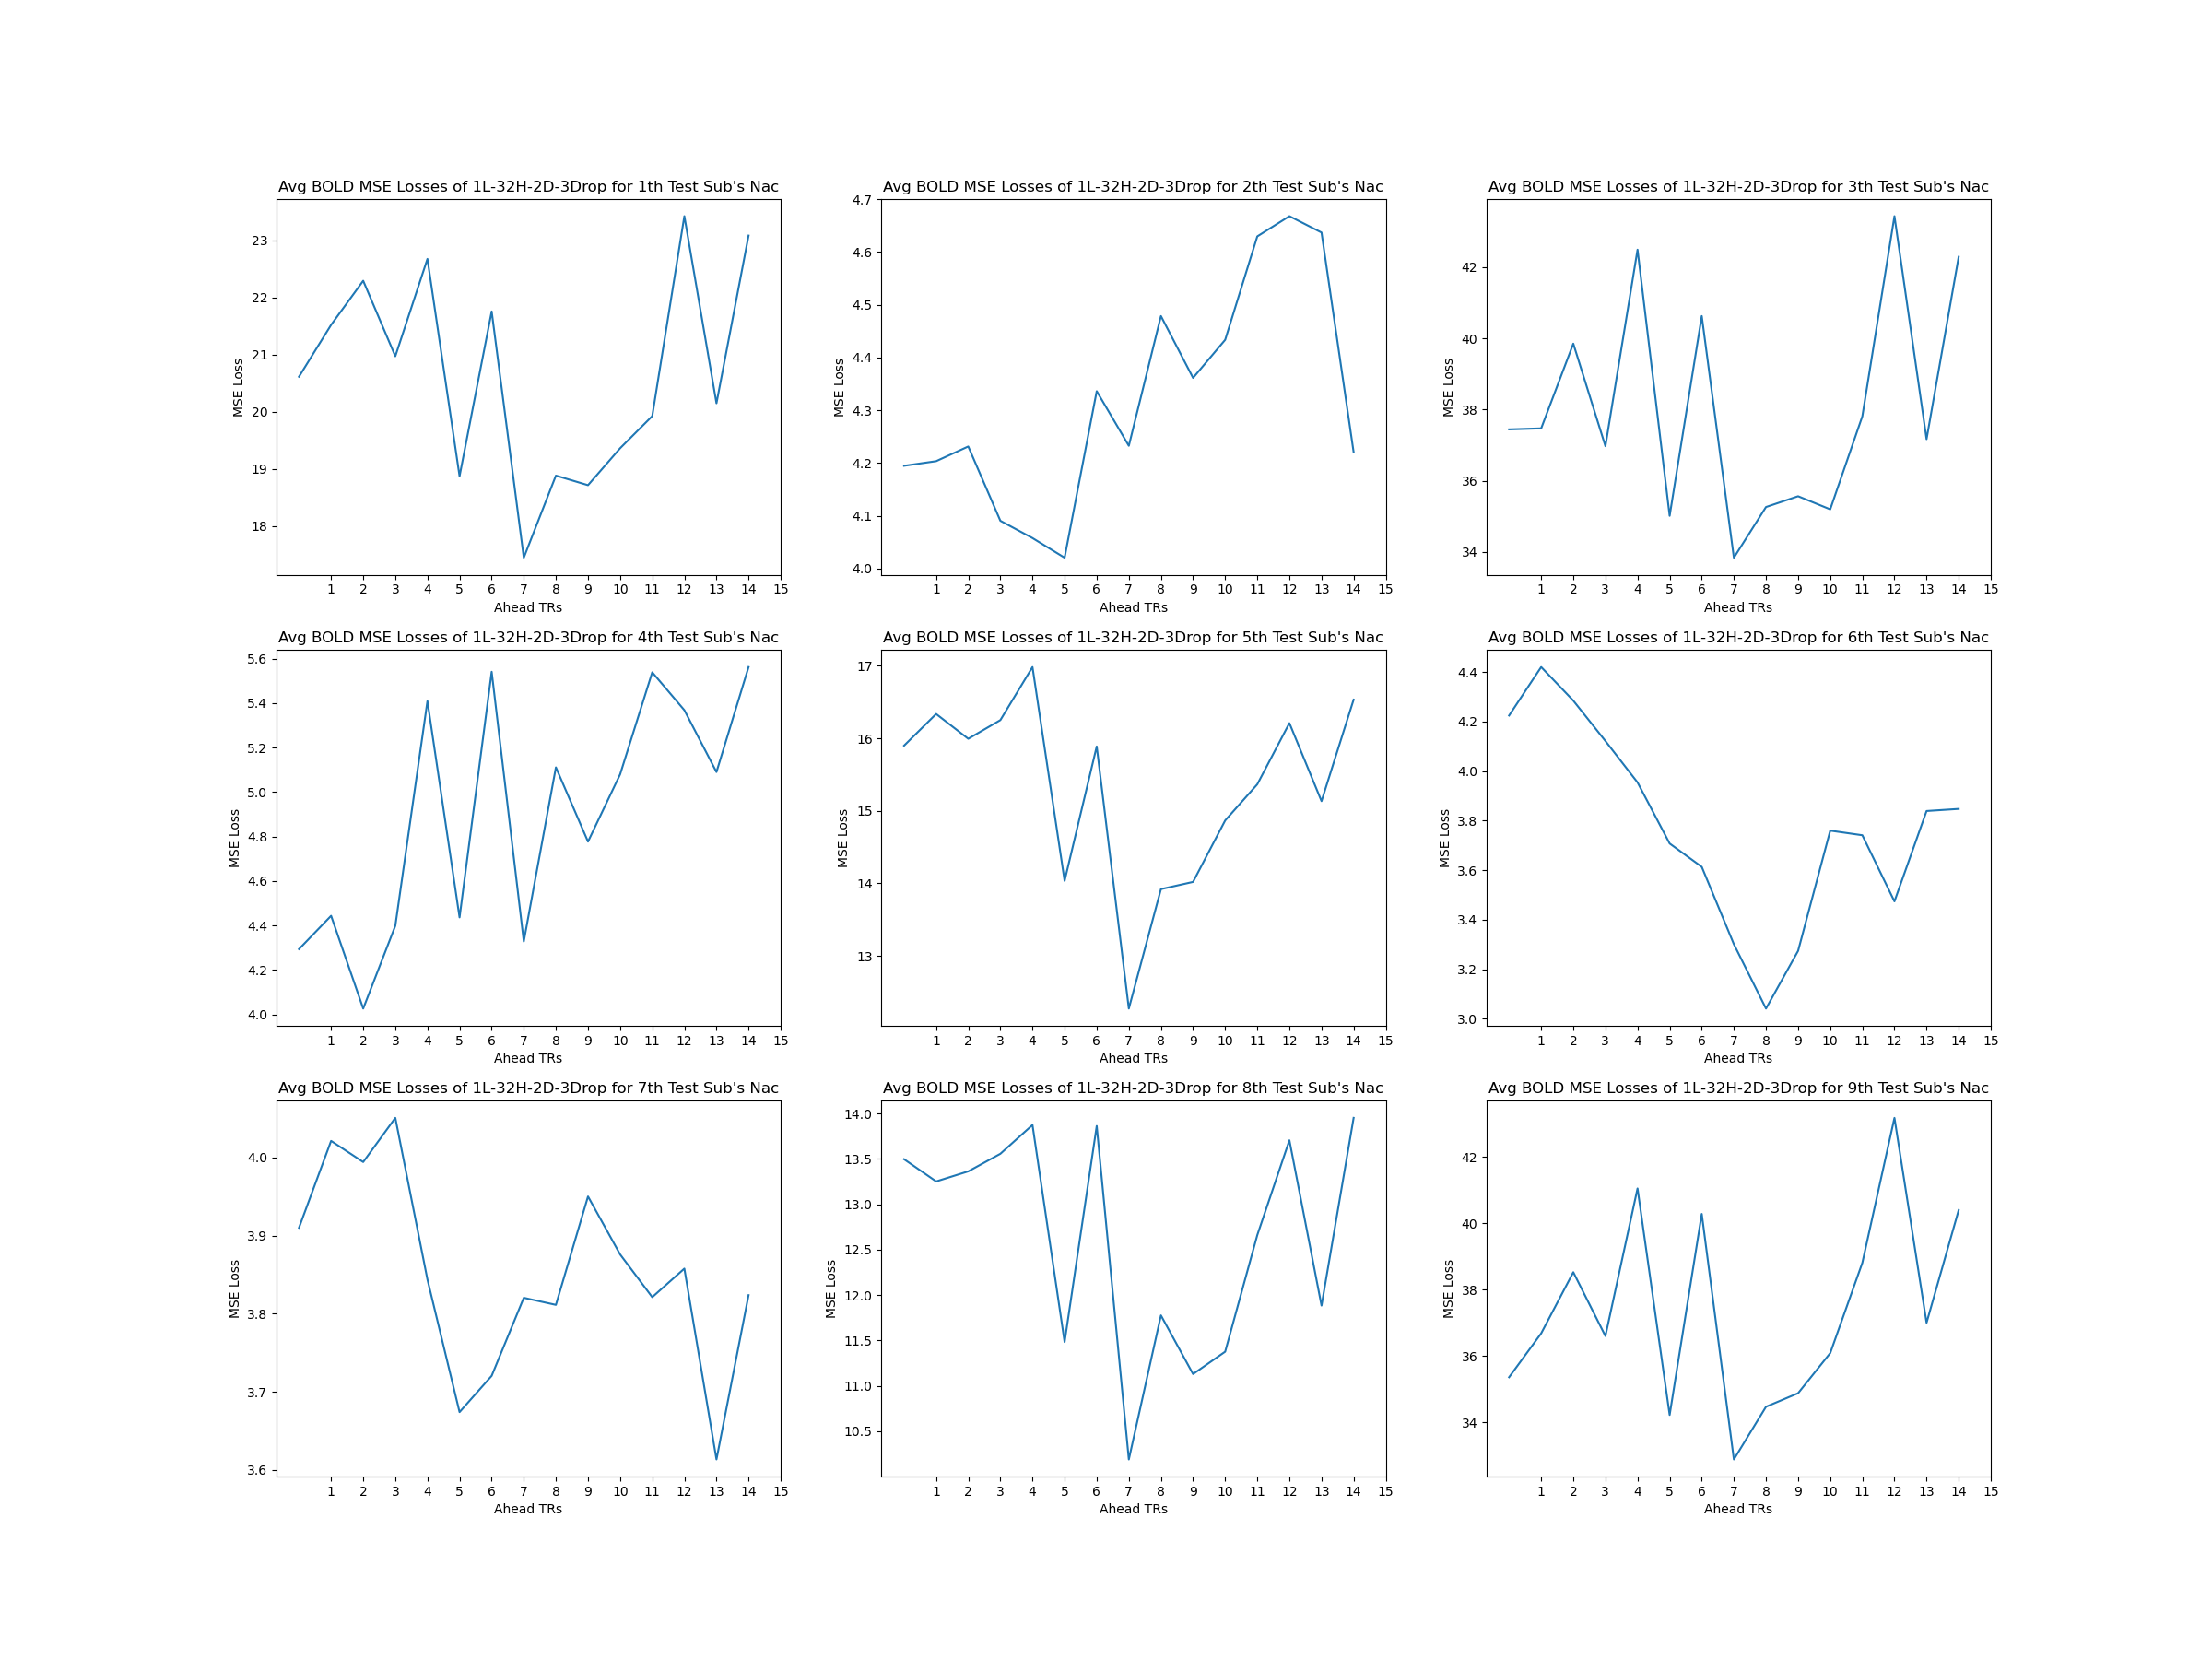 Avg BOLD MSE Losses of 1L-32H-2D-3Drop for 1th Test Sub's Nac
MSE Loss
23
22
21
20
19
18
1 2 3 4 5 6 7 8 9 10 11 12 13 14 15
Ahead TRs
Avg BOLD MSE Losses of 1L-32H-2D-3Drop for 2th Test Sub's Nac
MSE Loss
4.7
4.6
4.5
4.4
4.3
4.2
4.1
4.0
1 2 3 4 5 6 7 8 9 10 11 12 13 14 15
Ahead TRs
Avg BOLD MSE Losses of 1L-32H-2D-3Drop for 3th Test Sub's Nac
MSE Loss
42
40
38
36
34
1 2 3 4 5 6 7 8 9 10 11 12 13 14 15
Ahead TRs
Avg BOLD MSE Losses of 1L-32H-2D-3Drop for 4th Test Sub's Nac
MSE Loss
5.6
5.4
5.2
5.0
4.8
4.6
4.4
4.2
4.0
1 2 3 4 5 6 7 8 9 10 11 12 13 14 15
Ahead TRs
Avg BOLD MSE Losses of 1L-32H-2D-3Drop for 5th Test Sub's Nac
MSE Loss
17
16
15
14
13
1 2 3 4 5 6 7 8 9 10 11 12 13 14 15
Ahead TRs
Avg BOLD MSE Losses of 1L-32H-2D-3Drop for 6th Test Sub's Nac
MSE Loss
4.4
4.2
4.0
3.8
3.6
3.4
3.2
3.0
1 2 3 4 5 6 7 8 9 10 11 12 13 14 15
Ahead TRs
Avg BOLD MSE Losses of 1L-32H-2D-3Drop for 7th Test Sub's Nac
MSE Loss
4.0
3.9
3.8
3.7
3.6
1 2 3 4 5 6 7 8 9 10 11 12 13 14 15
Ahead TRs
Avg BOLD MSE Losses of 1L-32H-2D-3Drop for 8th Test Sub's Nac
MSE Loss
14.0
13.5
13.0
12.5
12.0
11.5
11.0
10.5
1 2 3 4 5 6 7 8 9 10 11 12 13 14 15
Ahead TRs
Avg BOLD MSE Losses of 1L-32H-2D-3Drop for 9th Test Sub's Nac
MSE Loss
42
40
38
36
34
1 2 3 4 5 6 7 8 9 10 11 12 13 14 15
Ahead TRs